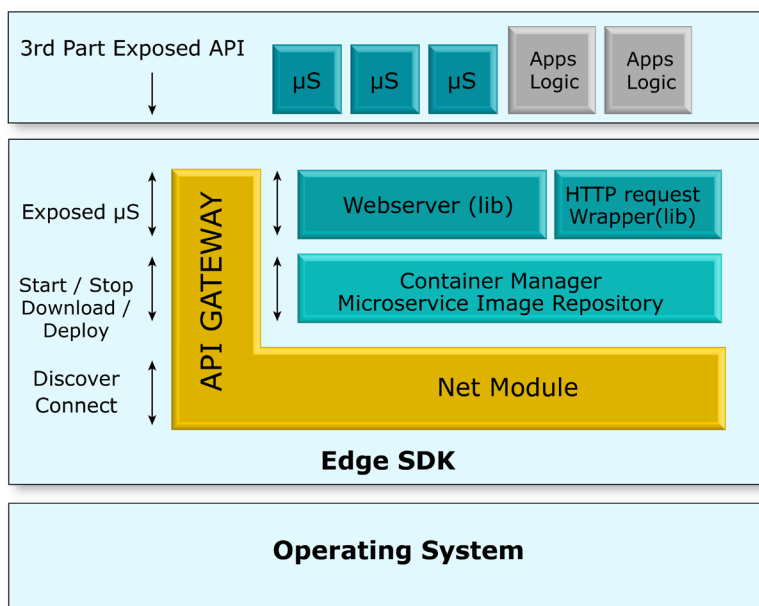 3rd Part Exposed API
µS
µS
µS
Apps
Logic
Apps
Logic
Exposed µS
API GATEWAY
Webserver (lib)
HTTP request
Wrapper(lib)
Start / Stop
Download /
Deploy
Container Manager
Microservice Image Repository
Discover
Connect
Net Module
Edge SDK
Operating System